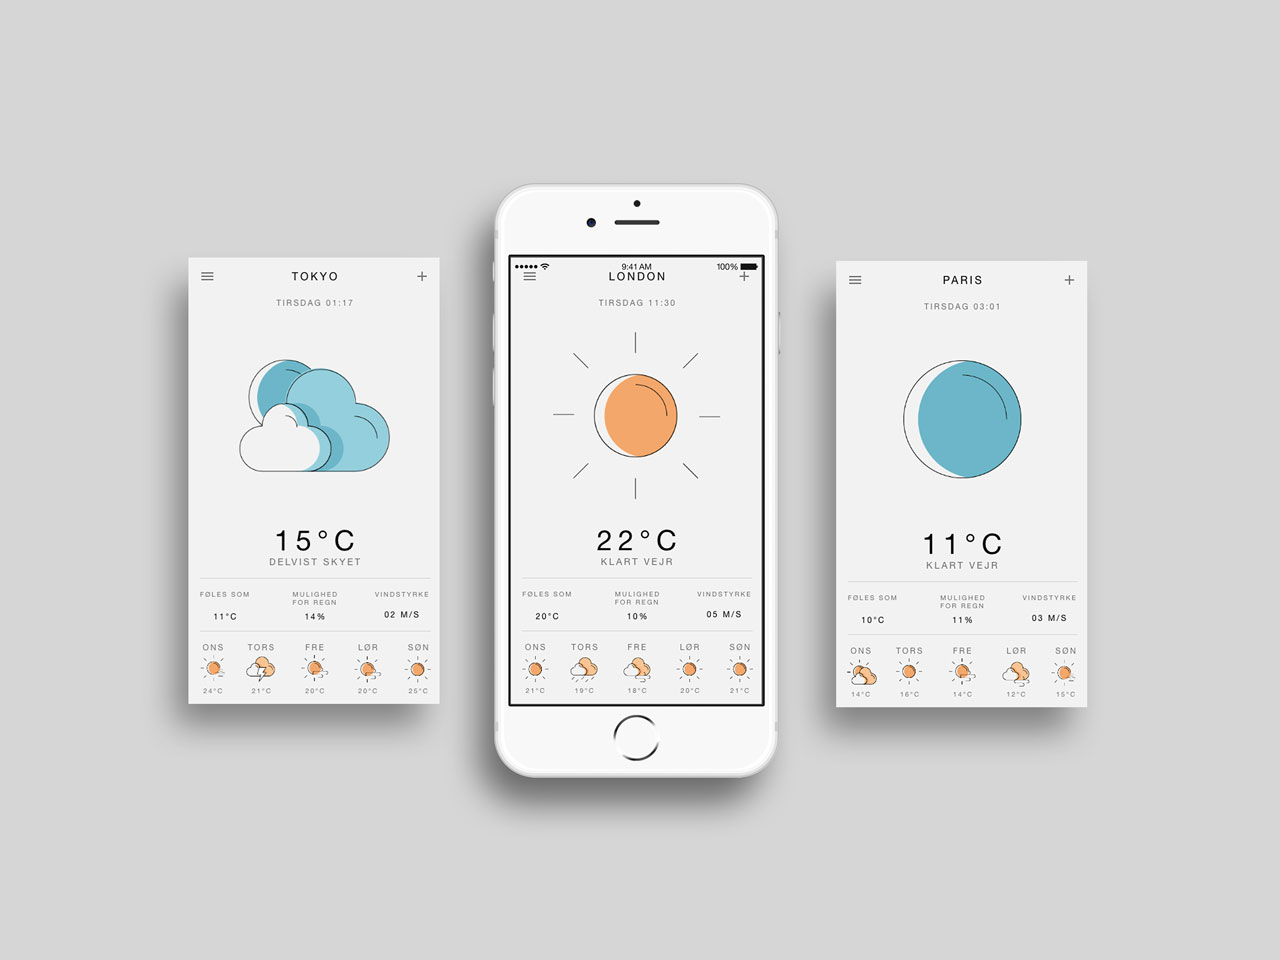 TOKYO
TIRSDAG 01:17
15°C
DELVIST SKYET
FØLES SOM
11°C
MULIGHED
FOR REGN
14%
VINDSTYRKE
02 M/S
ONS TORS FRE LØR SØN
24°C 21°C 20°C 20°C 25°C
9:41 AM 100%
LONDON
TIRSDAG 11:30
22°C
KLART VEJR
FØLES SOM
20°C
MULIGHED
FOR REGN
10%
VINDSTYRKE
05 M/S
ONS TORS FRE LØR SØN
21°C 19°C 18°C 20°C 21°C
PARIS
TIRSDAG 03:01
11°C
KLART VEJR
FØLES SOM
10°C
MULIGHED
FOR REGN
11%
VINDSTYRKE
03 M/S
ONS TORS FRE LØR SØN
14°C 16°C 14°C 12°C 15°C